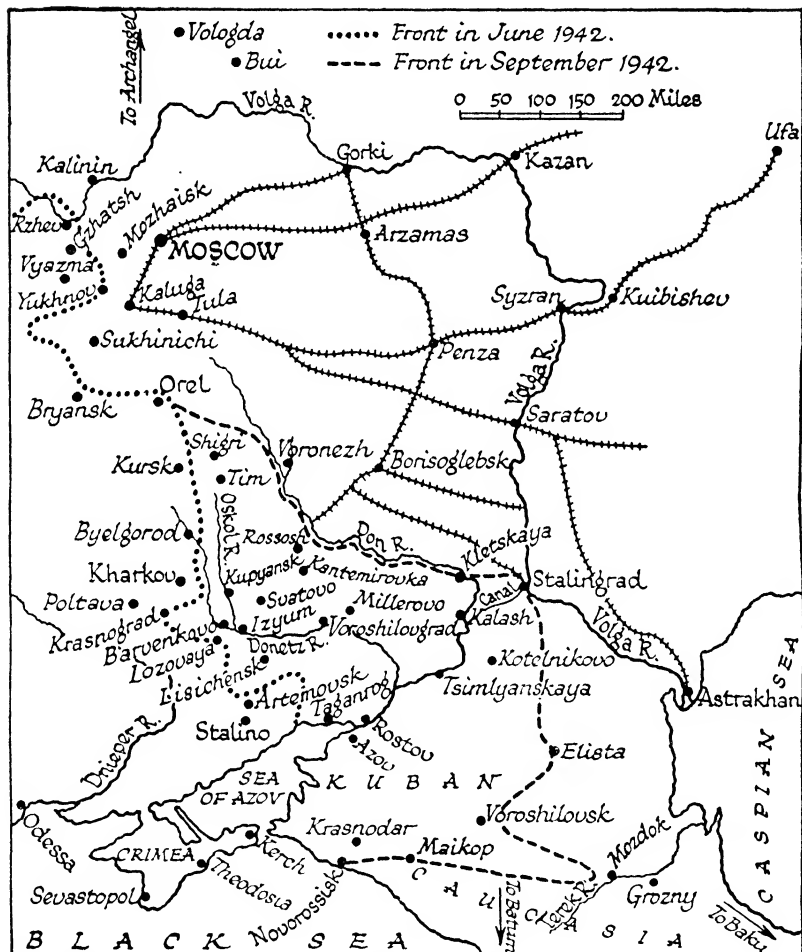 Vologda
Bui
To Archangel
Front in June 1942.
Front in September 1942.
0 50 100 150 200 Miles
Volga R.
Ufa
Kalinin
Gorki
Kazan
Rzhev
Gzhatsh
Mozhaisk
MOSCOW
Arzamas
Vyazma
Yukhnov
Kaluga
Tula
Syzran
Kuibishev
Sukhinichi
Penza
Volga R.
Bryansk
Orel
Saratov
Shigri
Voronezh
Kursk
Tim
Borisoglebsk
Oskol R.
Byelgorod
Rossosh
Don R.
Kletskaya
Kharkov
Kupyansk
Kantemirovka
Stalingrad
Poltava
Svatovo
Millerovo
Canal
Krasnograd
Izyum
Voroshilovgrad
Kalash
Volga R.
Barvenkovo
Lozovaya
Donetz R.
Kotelnikovo
Lisichensk
Tsimlyanskaya
Astrakhan
Artemovsk
Taganrog
Stalino
Rostov
Azov
Elista
Dnieper R.
SEA
OF AZOV
KUBAN
CASPIAN SEA
Odessa
Voroshilovsk
Krasnodar
Kerch
Maikop
Mozdok
CRIMEA
Theodosia
Sevastopol
Novorossisk
Terek R.
Grozny
CAUCASIA
To Batum
To Baku
BLACK SEA